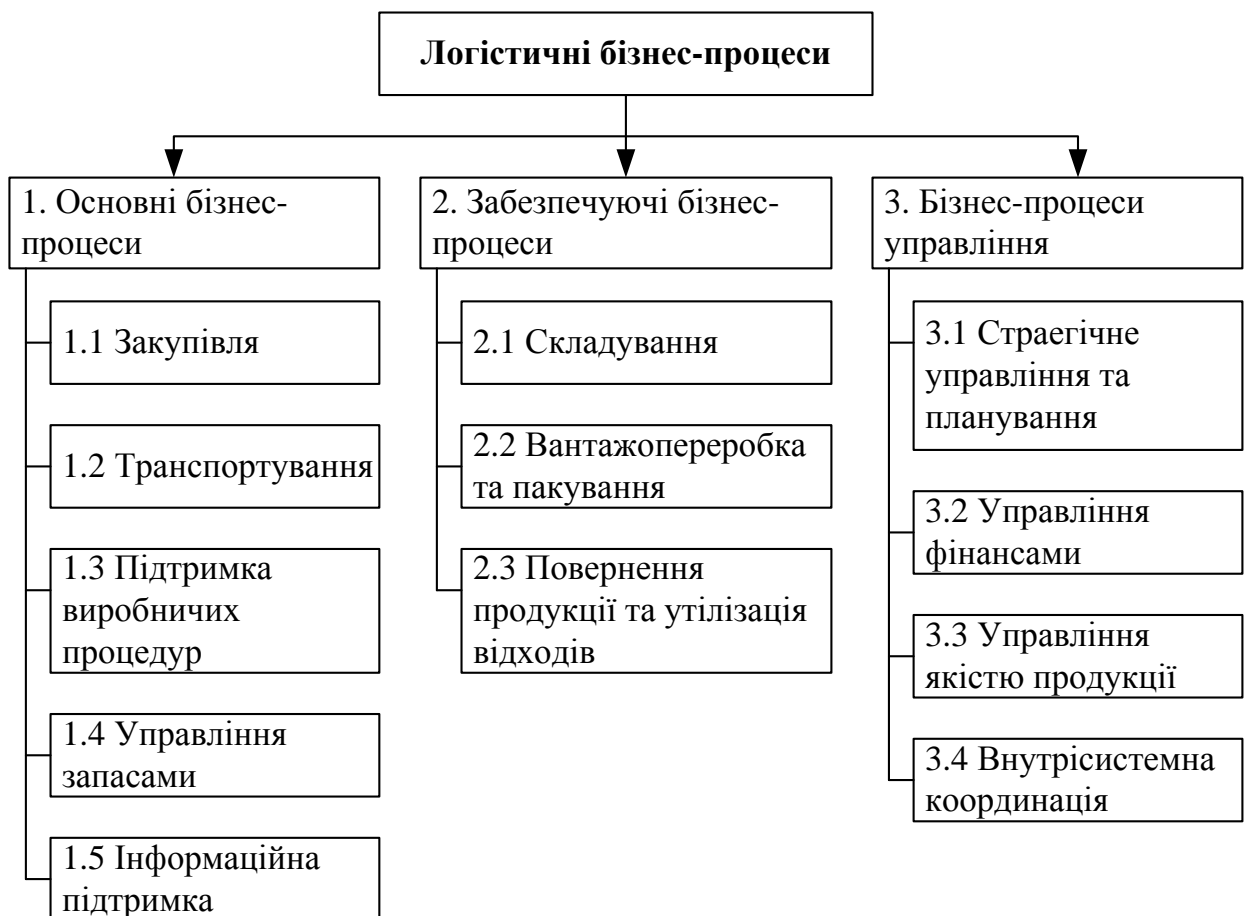 Логістичні бізнес-процеси
1. Основні бізнес-
процеси
1.1 Закупівля
1.2 Транспортування
1.3 Підтримка
виробничих
процедур
1.4 Управління
запасами
1.5 Інформаційна
підтримка
2. Забезпечуючі бізнес-
процеси
2.1 Складування
2.2 Вантажопереробка
та пакування
2.3 Повернення
продукції та утілізація
відходів
3. Бізнес-процеси
управління
3.1 Страегічне
управління та
планування
3.2 Управління
фінансами
3.3 Управління
якістю продукції
3.4 Внутрісистемна
координація